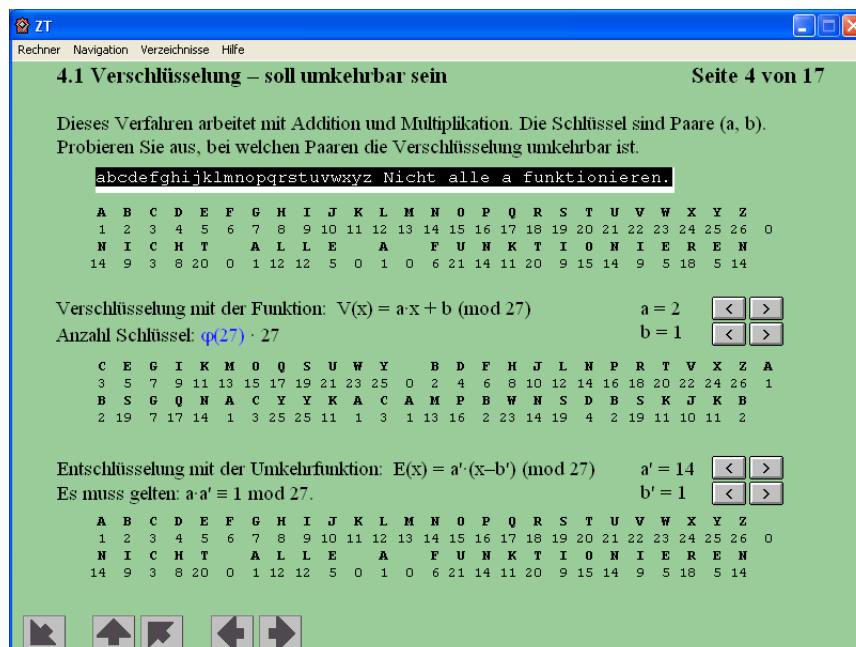 ZT
Rechner Navigation Verzeichnisse Hilfe
4.1 Verschlüsselung – soll umkehrbar sein Seite 4 von 17
Dieses Verfahren arbeitet mit Addition und Multiplikation. Die Schlüssel sind Paare (a, b).
Probieren Sie aus, bei welchen Paaren die Verschlüsselung umkehrbar ist.
abcdefghijklmnopqrstuvwxyz Nicht alle a funktionieren.
A B C D E F G H I J K L M N O P Q R S T U V W X Y Z
1 2 3 4 5 6 7 8 9 10 11 12 13 14 15 16 17 18 19 20 21 22 23 24 25 26 0
N I C H T A L L E A F U N K T I O N I E R E N
14 9 3 8 20 0 1 12 12 5 0 1 0 6 21 14 11 20 9 15 14 9 5 18 5 14
Verschlüsselung mit der Funktion: V(x) = a·x + b (mod 27) a = 2 < >
Anzahl Schlüssel: φ(27) · 27 b = 1 < >
C E G I K M O Q S U W Y B D F H J L N P R T V X Z A
3 5 7 9 11 13 15 17 19 21 23 25 0 2 4 6 8 10 12 14 16 18 20 22 24 26 1
B S G Q N A C Y Y K A C A M P B W N S D B S K J K B
2 19 7 17 14 1 3 25 25 11 1 3 1 13 16 2 23 14 19 4 2 19 11 10 11 2
Entschlüsselung mit der Umkehrfunktion: E(x) = a'·(x–b') (mod 27) a' = 14 < >
Es muss gelten: a·a' ≡ 1 mod 27. b' = 1 < >
A B C D E F G H I J K L M N O P Q R S T U V W X Y Z
1 2 3 4 5 6 7 8 9 10 11 12 13 14 15 16 17 18 19 20 21 22 23 24 25 26 0
N I C H T A L L E A F U N K T I O N I E R E N
14 9 3 8 20 0 1 12 12 5 0 1 0 6 21 14 11 20 9 15 14 9 5 18 5 14